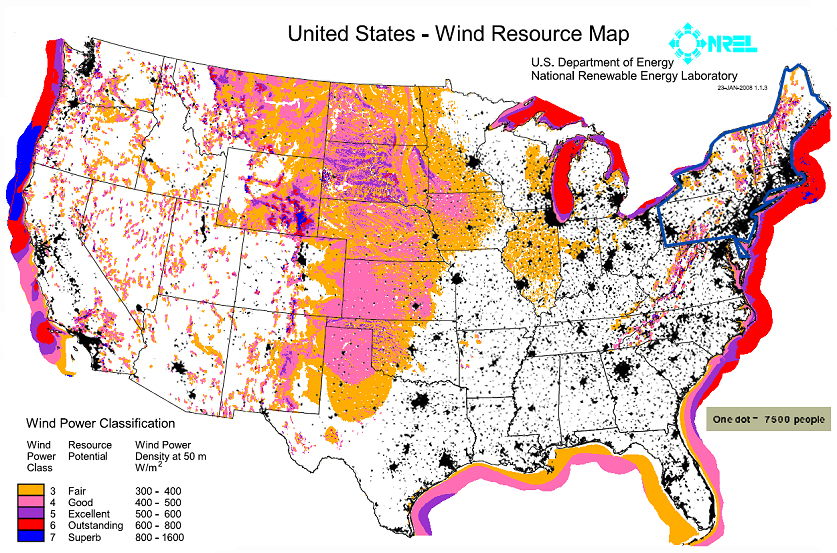 United States - Wind Resource Map
NREL
U.S. Department of Energy
National Renewable Energy Laboratory
23-JAN-2008 1.1.3
One dot = 7500 people
Wind Power Classification
Wind Resource Wind Power
Power Potential Density at 50 m
Class W/m2
3 Fair 300 - 400
4 Good 400 - 500
5 Excellent 500 - 600
6 Outstanding 600 - 800
7 Superb 800 - 1600